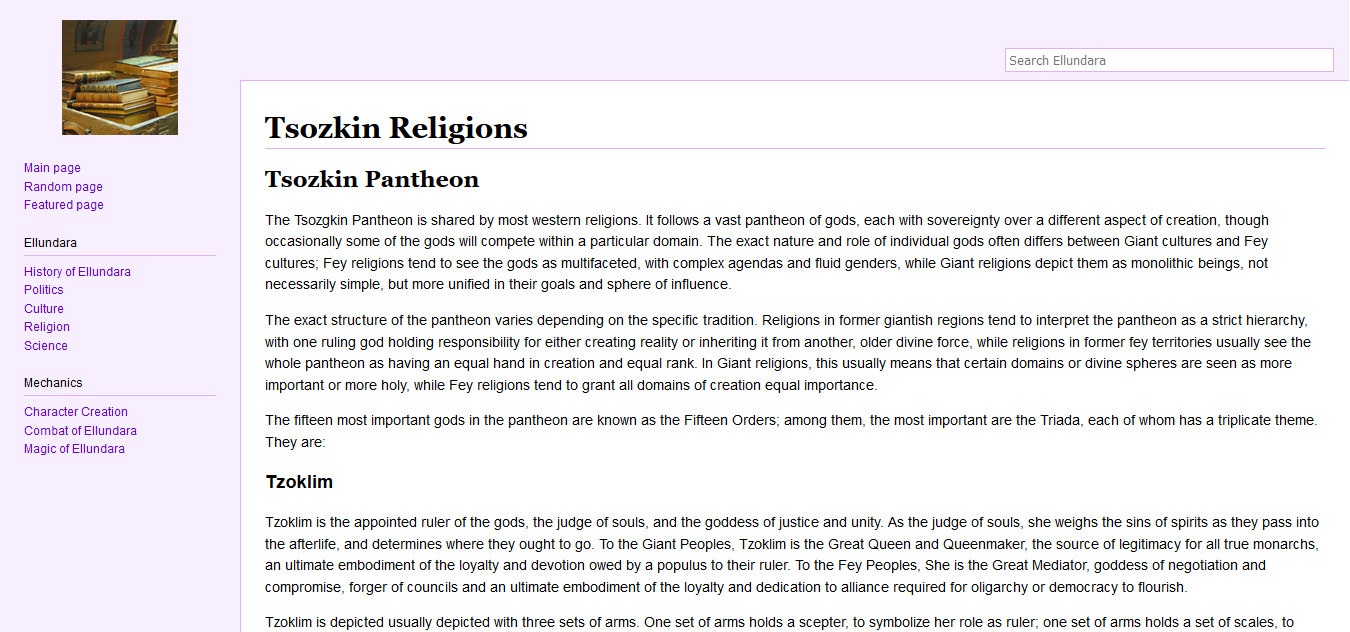 Search Ellundara
Main page
Random page
Featured page
Ellundara
History of Ellundara
Politics
Culture
Religion
Science
Mechanics
Character Creation
Combat of Ellundara
Magic of Ellundara
Tsozkin Religions
Tsozkin Pantheon
The Tsozgkin Pantheon is shared by most western religions. It follows a vast pantheon of gods, each with sovereignty over a different aspect of creation, though
occasionally some of the gods will compete within a particular domain. The exact nature and role of individual gods often differs between Giant cultures and Fey
cultures; Fey religions tend to see the gods as multifaceted, with complex agendas and fluid genders, while Giant religions depict them as monolithic beings, not
necessarily simple, but more unified in their goals and sphere of influence.
The exact structure of the pantheon varies depending on the specific tradition. Religions in former giantish regions tend to interpret the pantheon as a strict hierarchy,
with one ruling god holding responsibility for either creating reality or inheriting it from another, older divine force, while religions in former fey territories usually see the
whole pantheon as having an equal hand in creation and equal rank. In Giant religions, this usually means that certain domains or divine spheres are seen as more
important or more holy, while Fey religions tend to grant all domains of creation equal importance.
The fifteen most important gods in the pantheon are known as the Fifteen Orders; among them, the most important are the Triada, each of whom has a triplicate theme.
They are:
Tzoklim
Tzoklim is the appointed ruler of the gods, the judge of souls, and the goddess of justice and unity. As the judge of souls, she weighs the sins of spirits as they pass into
the afterlife, and determines where they ought to go. To the Giant Peoples, Tzoklim is the Great Queen and Queenmaker, the source of legitimacy for all true monarchs,
an ultimate embodiment of the loyalty and devotion owed by a populus to their ruler. To the Fey Peoples, She is the Great Mediator, goddess of negotiation and
compromise, forger of councils and an ultimate embodiment of the loyalty and dedication to alliance required for oligarchy or democracy to flourish.
Tzoklim is depicted usually depicted with three sets of arms. One set of arms holds a scepter, to symbolize her role as ruler; one set of arms holds a set of scales, to